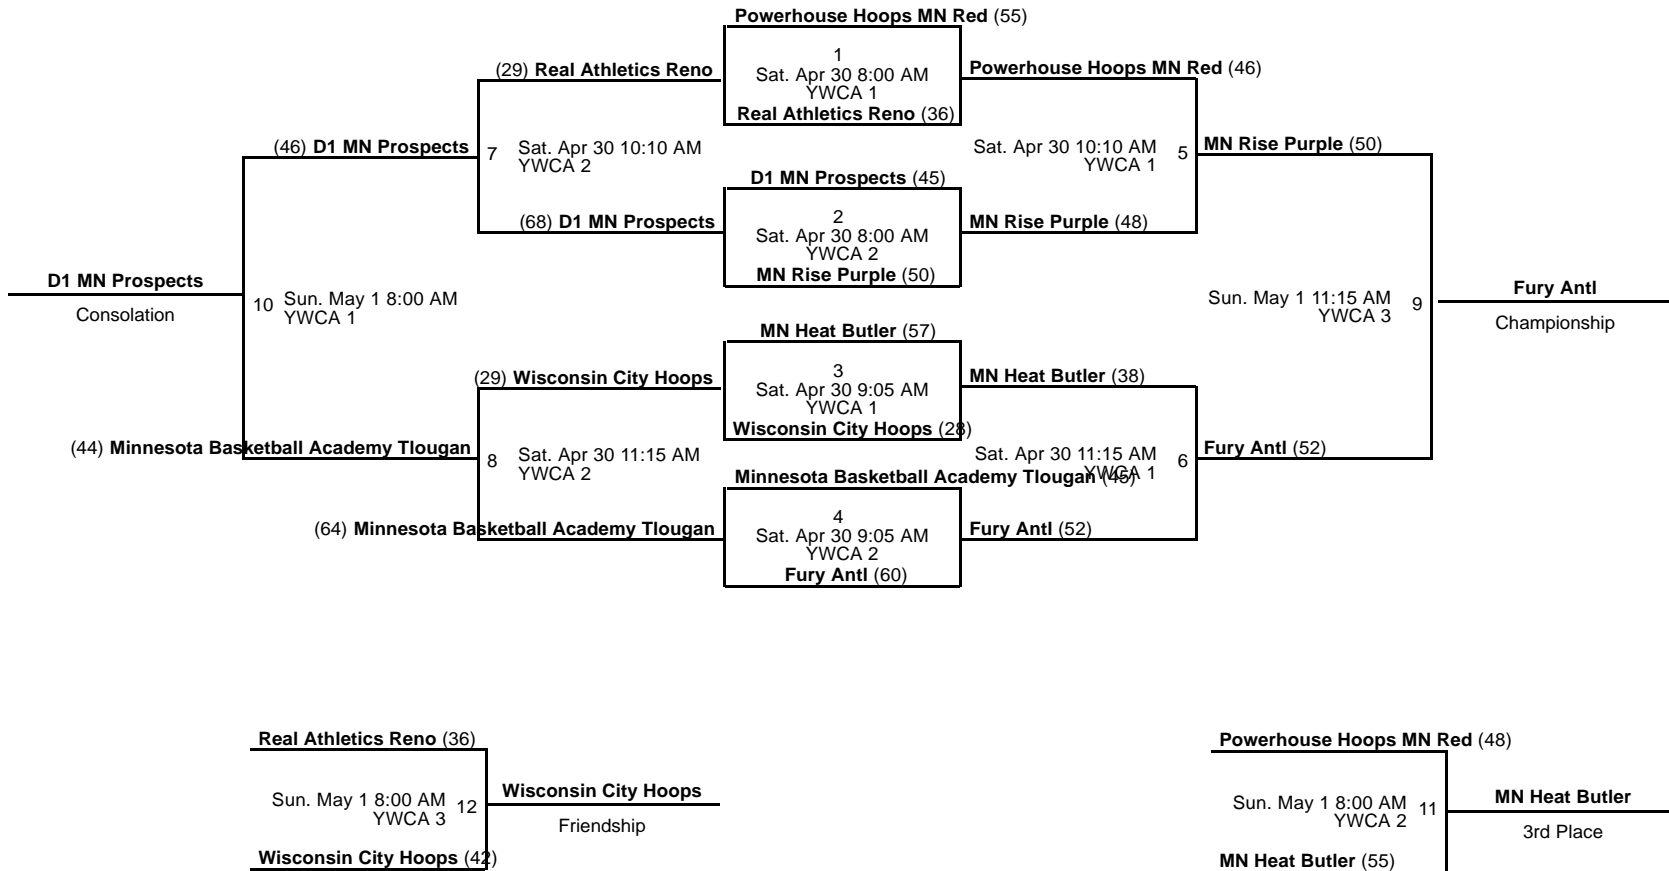 Powerhouse Hoops MN Red (55)
1
Sat. Apr 30 8:00 AM
YWCA 1
Real Athletics Reno (36)
(29) Real Athletics Reno
Powerhouse Hoops MN Red (46)
(46) D1 MN Prospects
7 Sat. Apr 30 10:10 AM
YWCA 2
Sat. Apr 30 10:10 AM 5
YWCA 1
MN Rise Purple (50)
D1 MN Prospects (45)
2
Sat. Apr 30 8:00 AM
YWCA 2
MN Rise Purple (50)
(68) D1 MN Prospects
MN Rise Purple (48)
D1 MN Prospects
Consolation
10 Sun. May 1 8:00 AM
YWCA 1
Sun. May 1 11:15 AM 9
YWCA 3
Fury Antl
Championship
MN Heat Butler (57)
3
Sat. Apr 30 9:05 AM
YWCA 1
Wisconsin City Hoops (28)
(29) Wisconsin City Hoops
MN Heat Butler (38)
(44) Minnesota Basketball Academy Tlougan
8 Sat. Apr 30 11:15 AM
YWCA 2
Sat. Apr 30 11:15 AM 6
YWCA 1
Fury Antl (52)
Minnesota Basketball Academy Tlougan (45)
4
Sat. Apr 30 9:05 AM
YWCA 2
Fury Antl (60)
(64) Minnesota Basketball Academy Tlougan
Fury Antl (52)
Real Athletics Reno (36)
Sun. May 1 8:00 AM 12
YWCA 3
Wisconsin City Hoops
Friendship
Wisconsin City Hoops (42)
Powerhouse Hoops MN Red (48)
Sun. May 1 8:00 AM 11
YWCA 2
MN Heat Butler
3rd Place
MN Heat Butler (55)